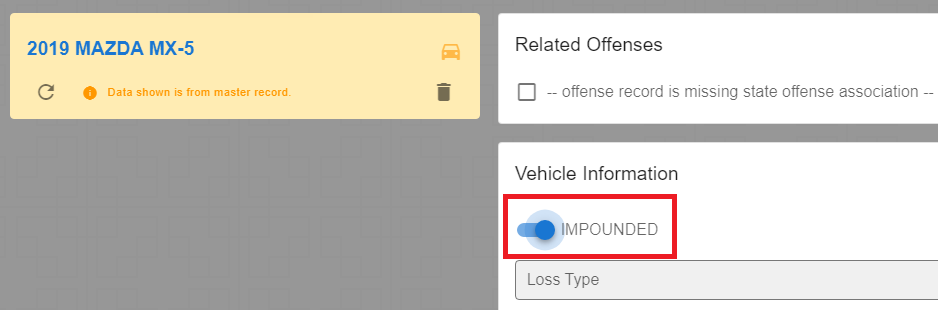 2019 MAZDA MX-5
Data shown is from master record.
Related Offenses
-- offense record is missing state offense association --
Vehicle Information
IMPOUNDED
Loss Type